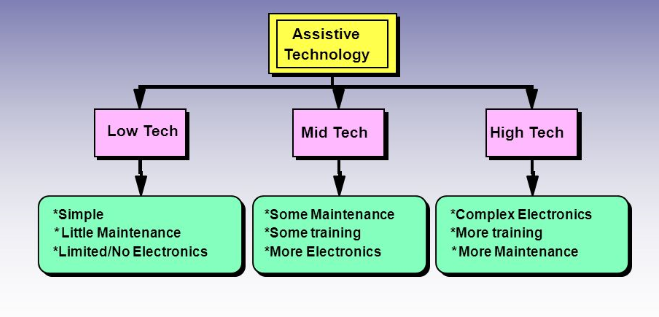 Assistive
Technology
Low Tech
Mid Tech
High Tech
*Simple
*Little Maintenance
*Limited/No Electronics
*Some Maintenance
*Some training
*More Electronics
*Complex Electronics
*More training
*More Maintenance